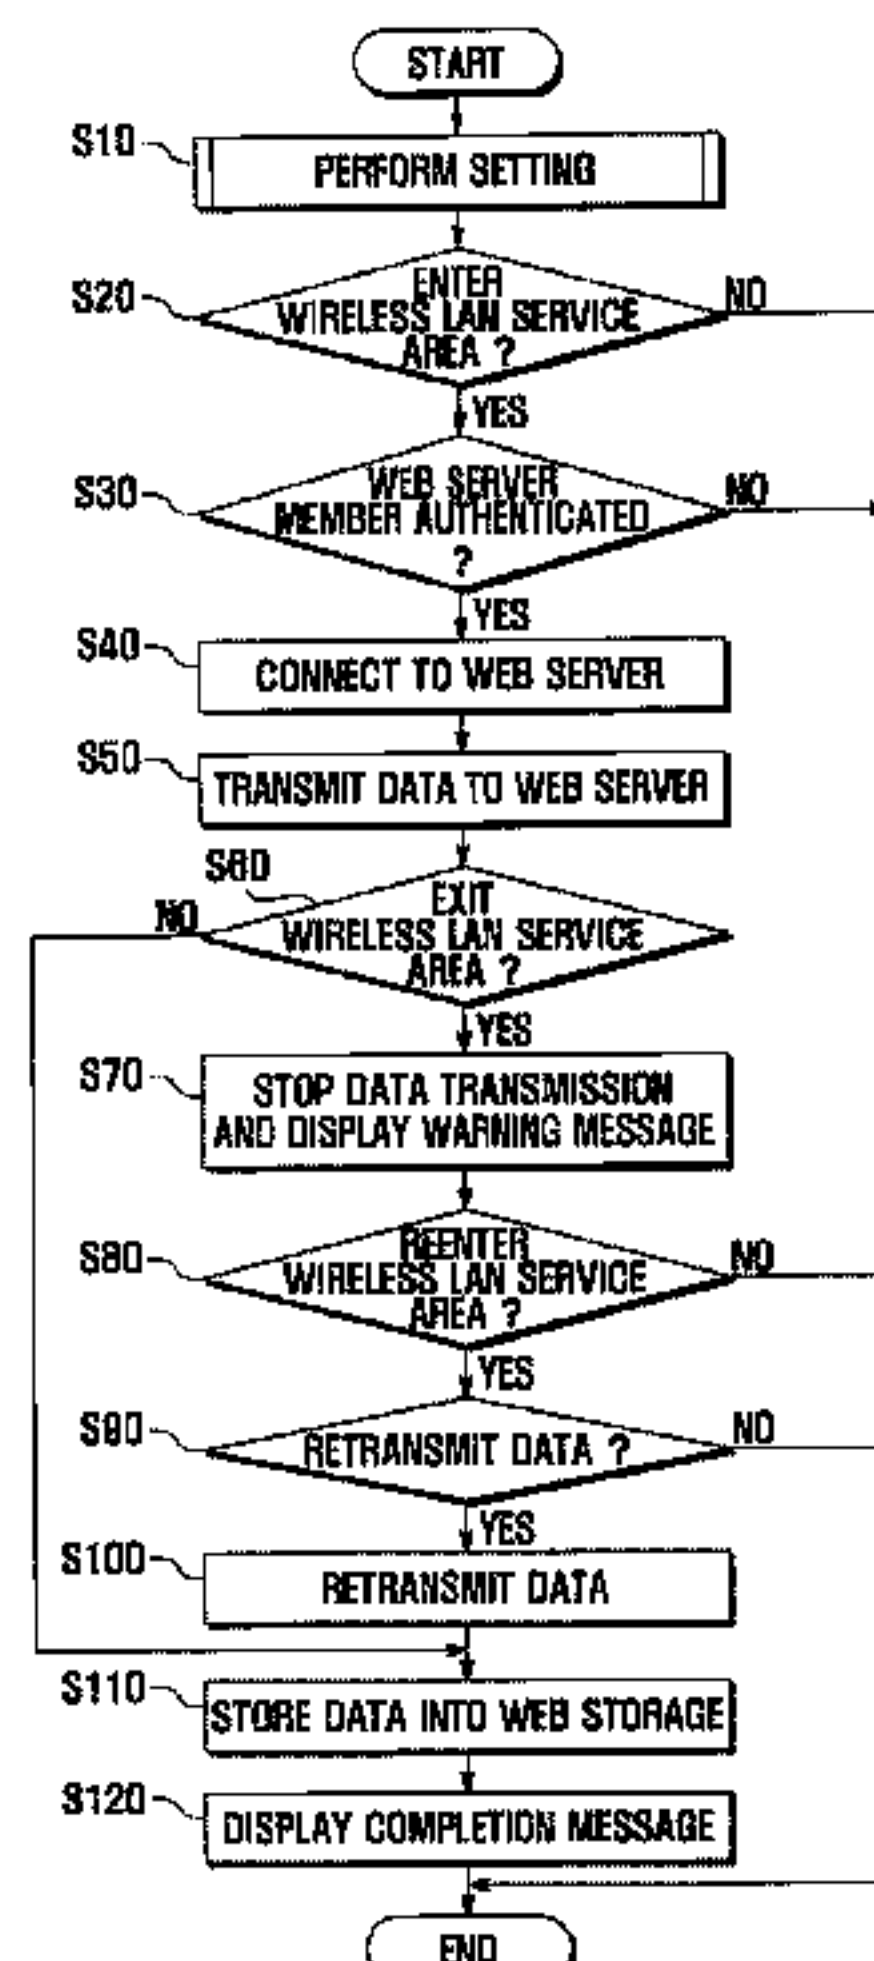 START
S10
PERFORM SETTING
S20
ENTER
WIRELESS LAN SERVICE
AREA ?
NO
YES
S30
WEB SERVER
MEMBER AUTHENTICATED
?
NO
YES
S40
CONNECT TO WEB SERVER
S50
TRANSMIT DATA TO WEB SERVER
S60
EXIT
WIRELESS LAN SERVICE
AREA ?
NO
YES
S70
STOP DATA TRANSMISSION
AND DISPLAY WARNING MESSAGE
S80
REENTER
WIRELESS LAN SERVICE
AREA ?
NO
YES
S90
RETRANSMIT DATA ?
NO
YES
S100
RETRANSMIT DATA
S110
STORE DATA INTO WEB STORAGE
S120
DISPLAY COMPLETION MESSAGE
END